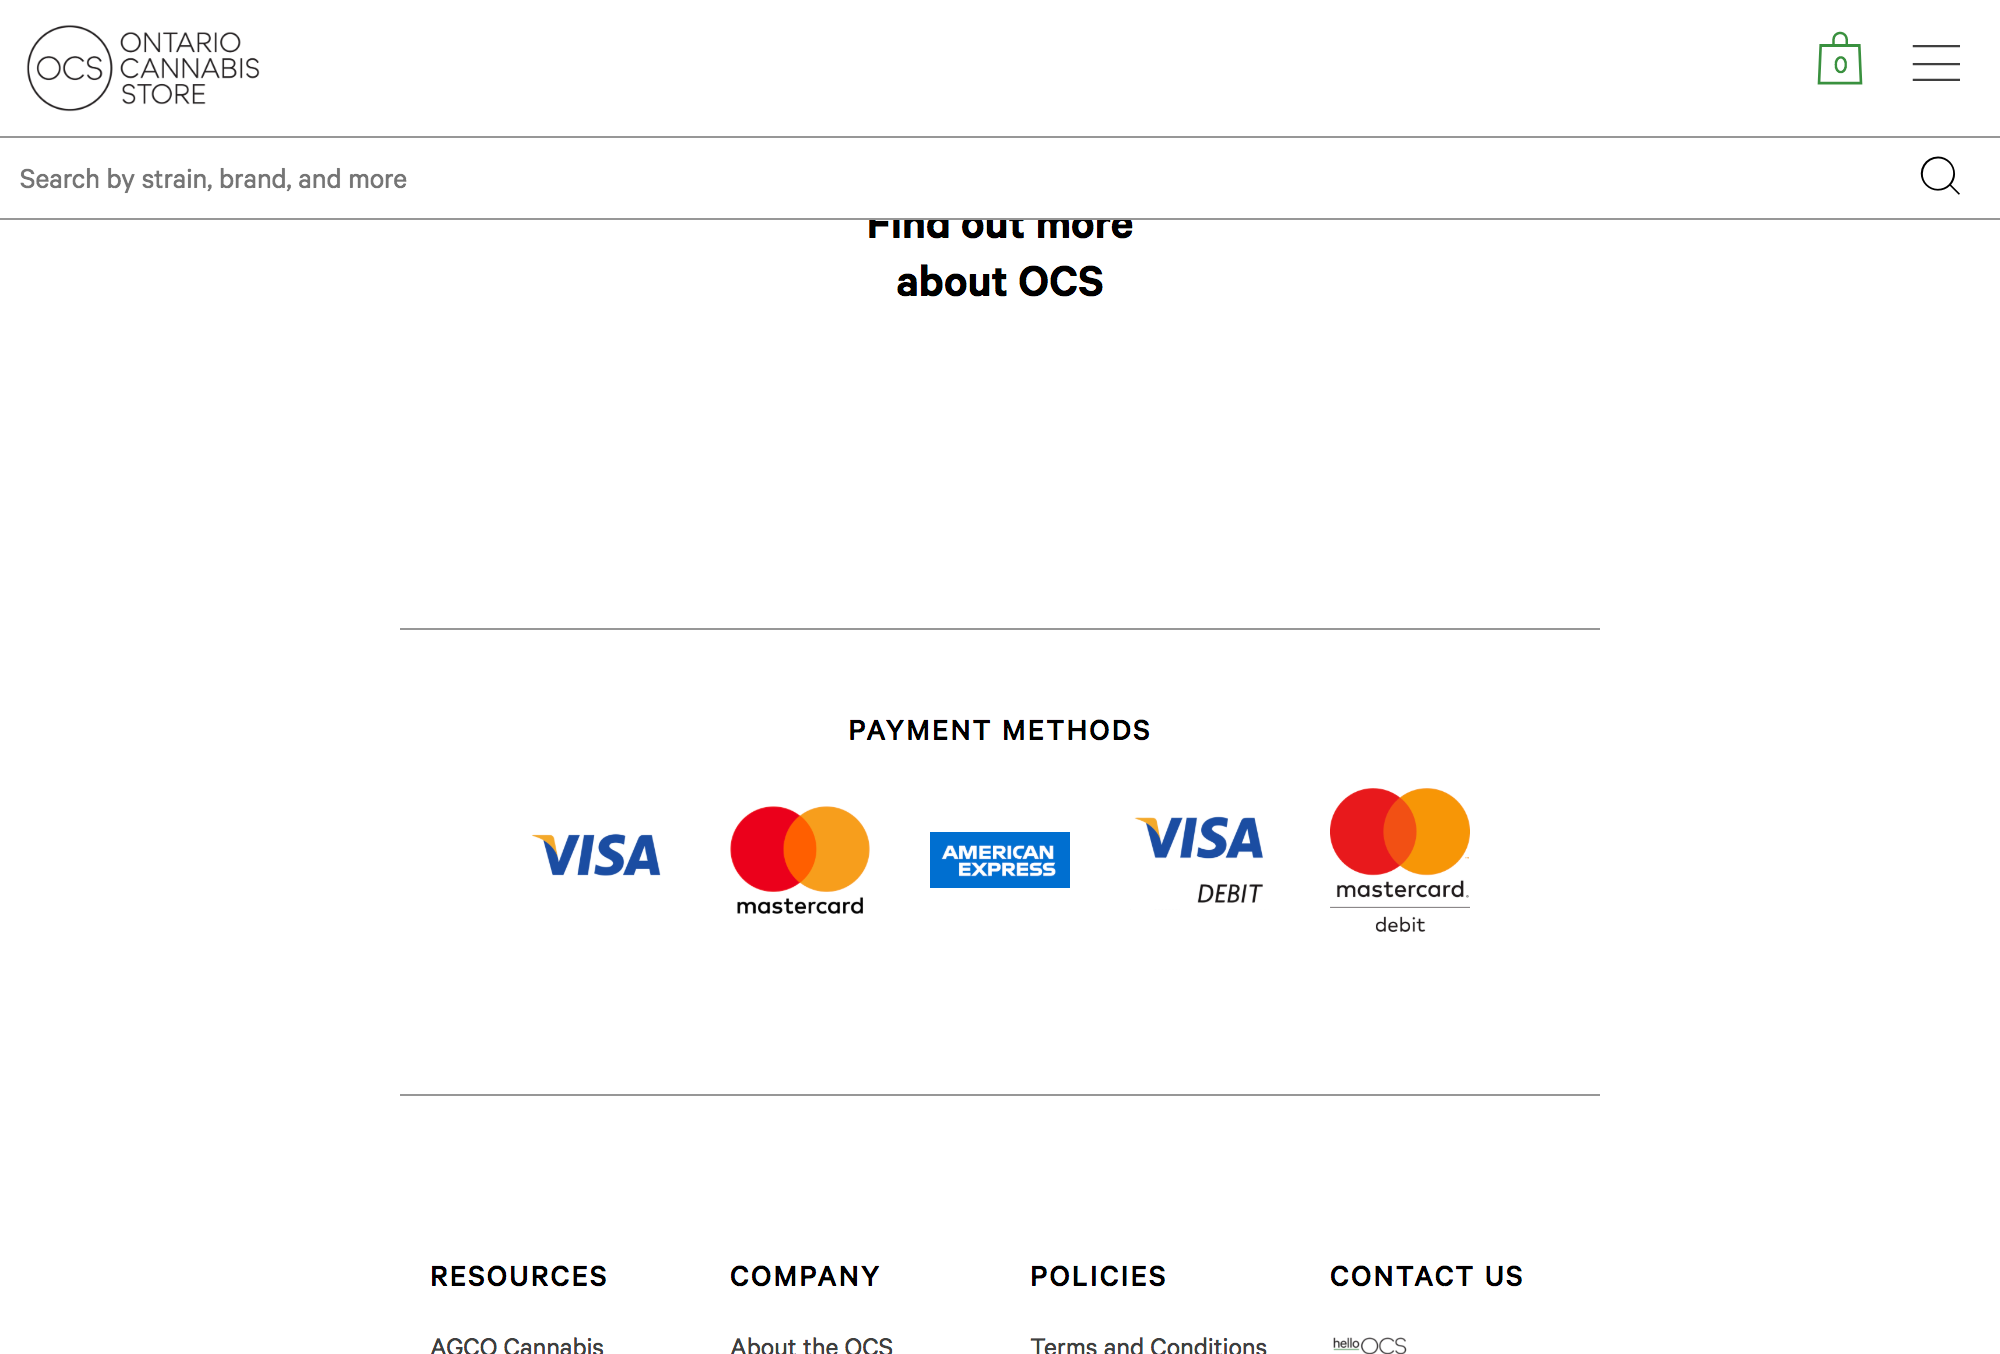 OCS
ONTARIO
CANNABIS
STORE
0
Search by strain, brand, and more
Find out more
about OCS
PAYMENT METHODS
VISA
mastercard
AMERICAN
EXPRESS
VISA
DEBIT
mastercard.
debit
RESOURCES
COMPANY
POLICIES
CONTACT US
AGCO Cannabis
About the OCS
Terms and Conditions
helloOCS